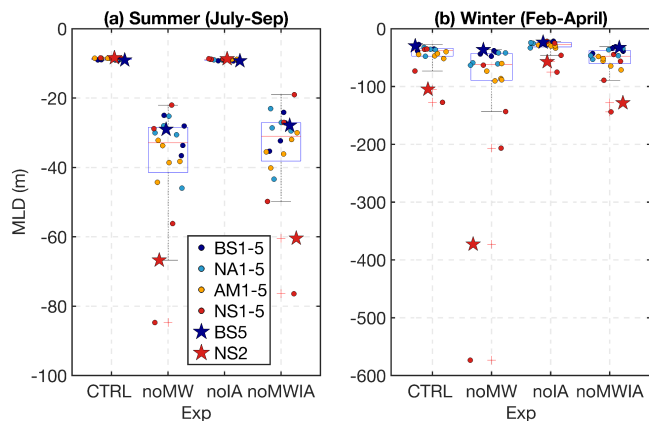 (a) Summer (July-Sep)
0
-20
-40
-60
-80
-100
MLD (m)
BS1-5
NA1-5
AM1-5
NS1-5
BS5
NS2
CTRL noMW noIA noMWIA
Exp
(b) Winter (Feb-April)
0
-100
-200
-300
-400
-500
-600
CTRL noMW noIA noMWIA
Exp